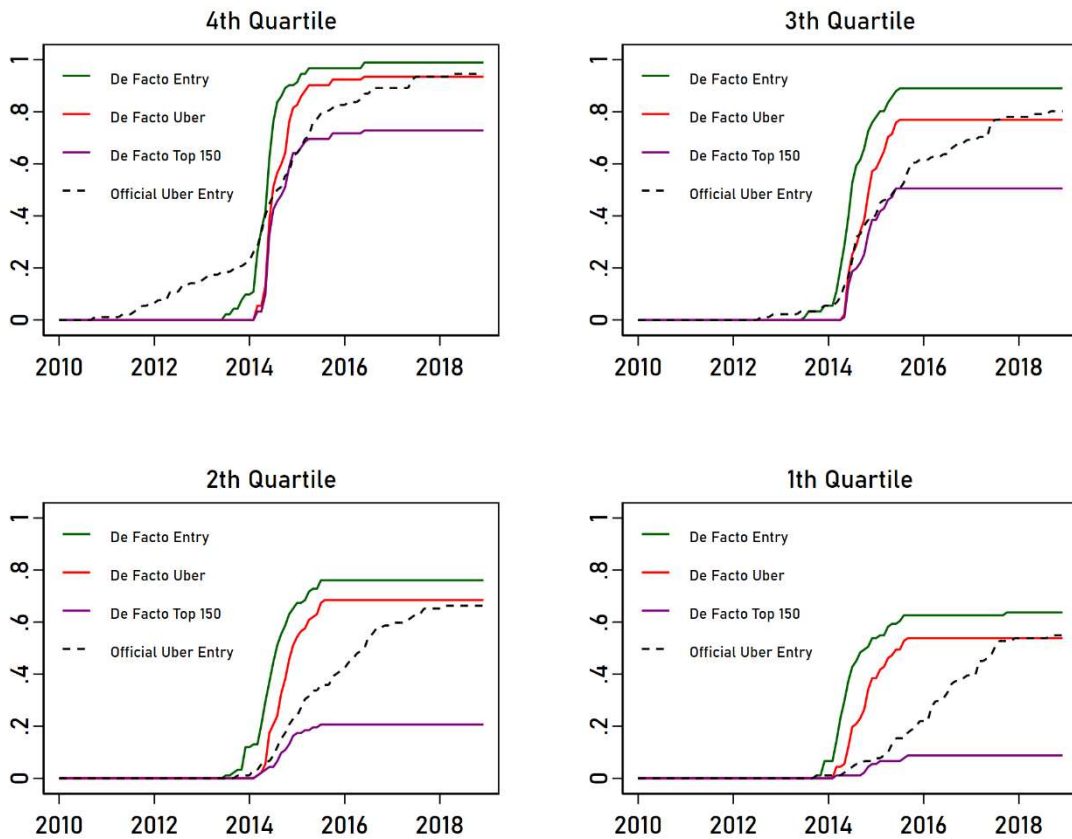 4th Quartile
0 .2 .4 .6 .8 1
De Facto Entry
De Facto Uber
De Facto Top 150
Official Uber Entry
2010 2012 2014 2016 2018
3th Quartile
0 .2 .4 .6 .8 1
De Facto Entry
De Facto Uber
De Facto Top 150
Official Uber Entry
2010 2012 2014 2016 2018
2th Quartile
0 .2 .4 .6 .8 1
De Facto Entry
De Facto Uber
De Facto Top 150
Official Uber Entry
2010 2012 2014 2016 2018
1th Quartile
0 .2 .4 .6 .8 1
De Facto Entry
De Facto Uber
De Facto Top 150
Official Uber Entry
2010 2012 2014 2016 2018